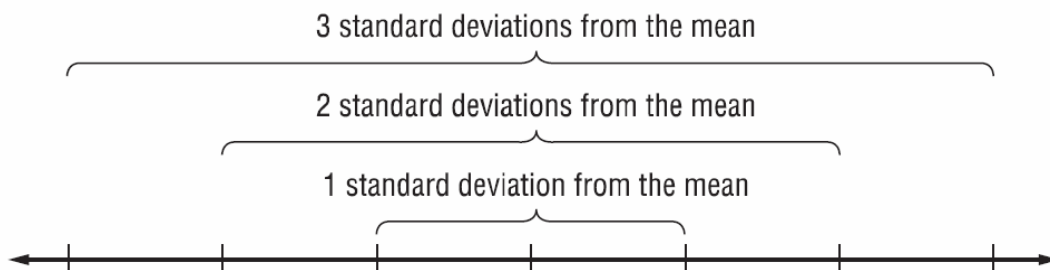 3 standard deviations from the mean
2 standard deviations from the mean
1 standard deviation from the mean